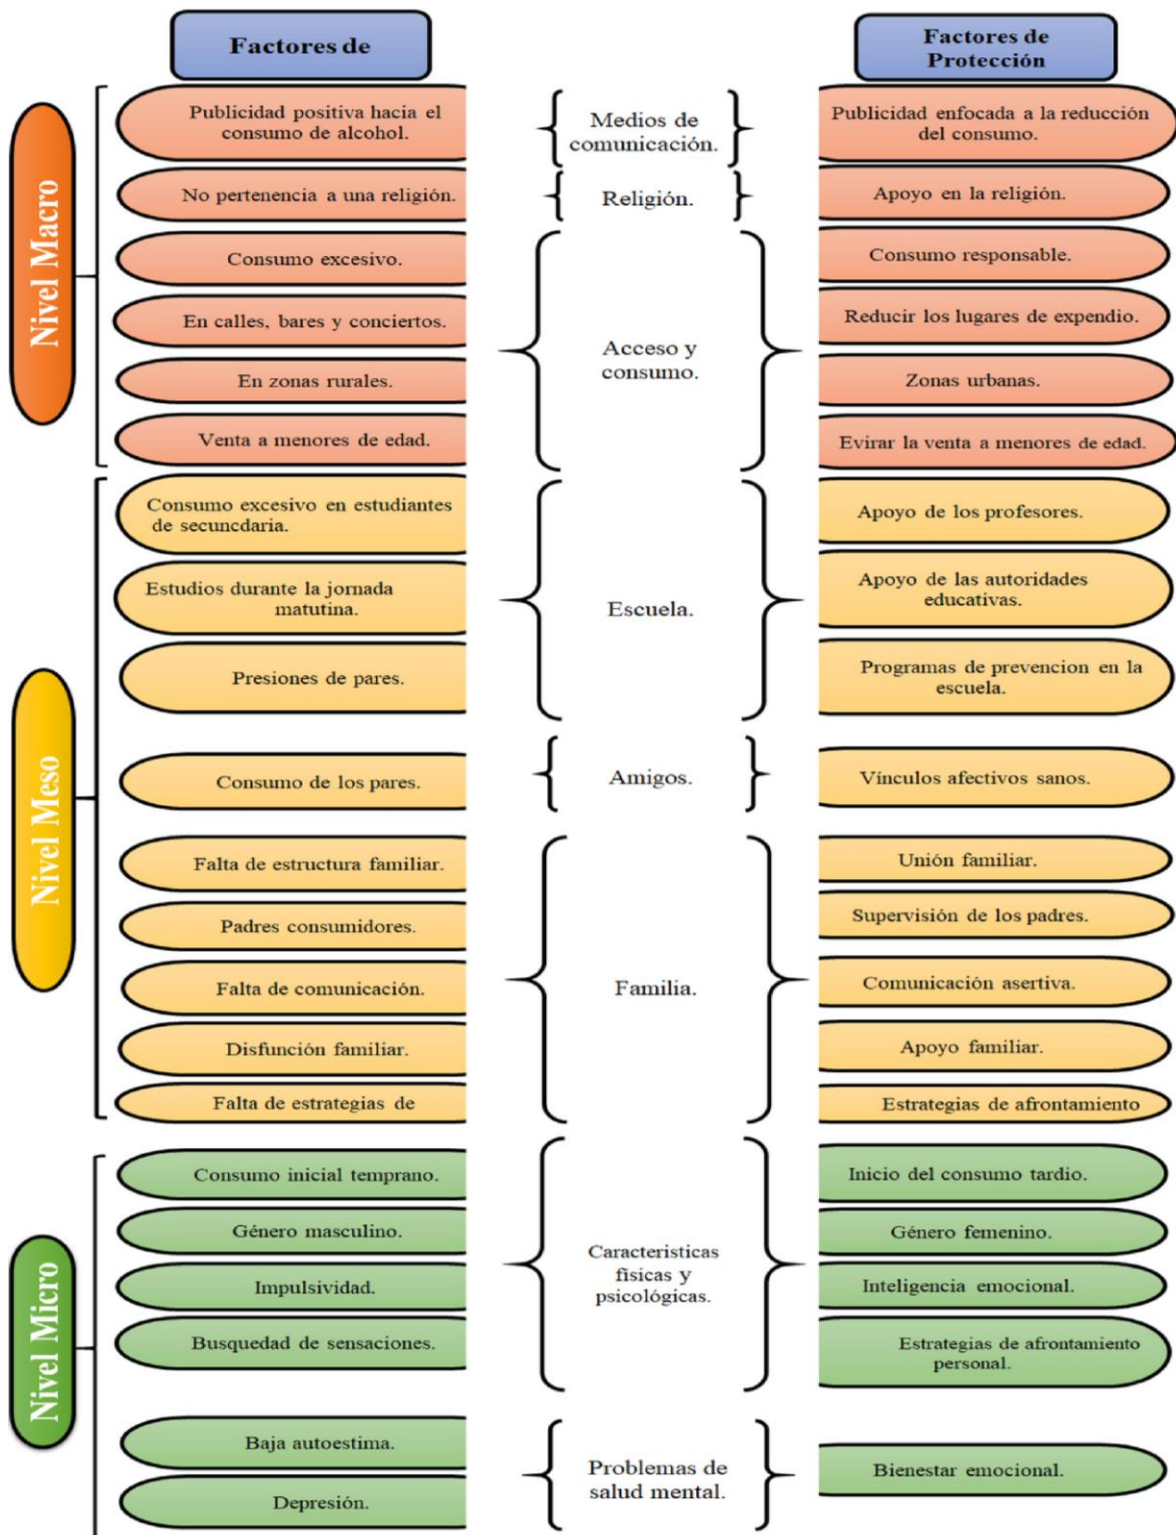 Factores de
Factores de
Protección
Nivel Macro
Publicidad positiva hacia el
consumo de alcohol.
Medios de
comunicación.
Publicidad enfocada a la reducción
del consumo.
No pertenencia a una religión.
Religión.
Apoyo en la religión.
Consumo excesivo.
En calles, bares y conciertos.
En zonas rurales.
Venta a menores de edad.
Acceso y
consumo.
Consumo responsable.
Reducir los lugares de expendio.
Zonas urbanas.
Evirar la venta a menores de edad.
Nivel Meso
Consumo excesivo en estudiantes
de secuncdaria.
Estudios durante la jornada
matutina.
Presiones de pares.
Escuela.
Apoyo de los profesores.
Apoyo de las autoridades
educativas.
Programas de prevencion en la
escuela.
Consumo de los pares.
Amigos.
Vínculos afectivos sanos.
Falta de estructura familiar.
Padres consumidores.
Falta de comunicación.
Disfunción familiar.
Falta de estrategias de
Familia.
Unión familiar.
Supervisión de los padres.
Comunicación asertiva.
Apoyo familiar.
Estrategias de afrontamiento
Nivel Micro
Consumo inicial temprano.
Género masculino.
Impulsividad.
Busquedad de sensaciones.
Caracteristicas
físicas y
psicológicas.
Inicio del consumo tardio.
Género femenino.
Inteligencia emocional.
Estrategias de afrontamiento
personal.
Baja autoestima.
Depresión.
Problemas de
salud mental.
Bienestar emocional.